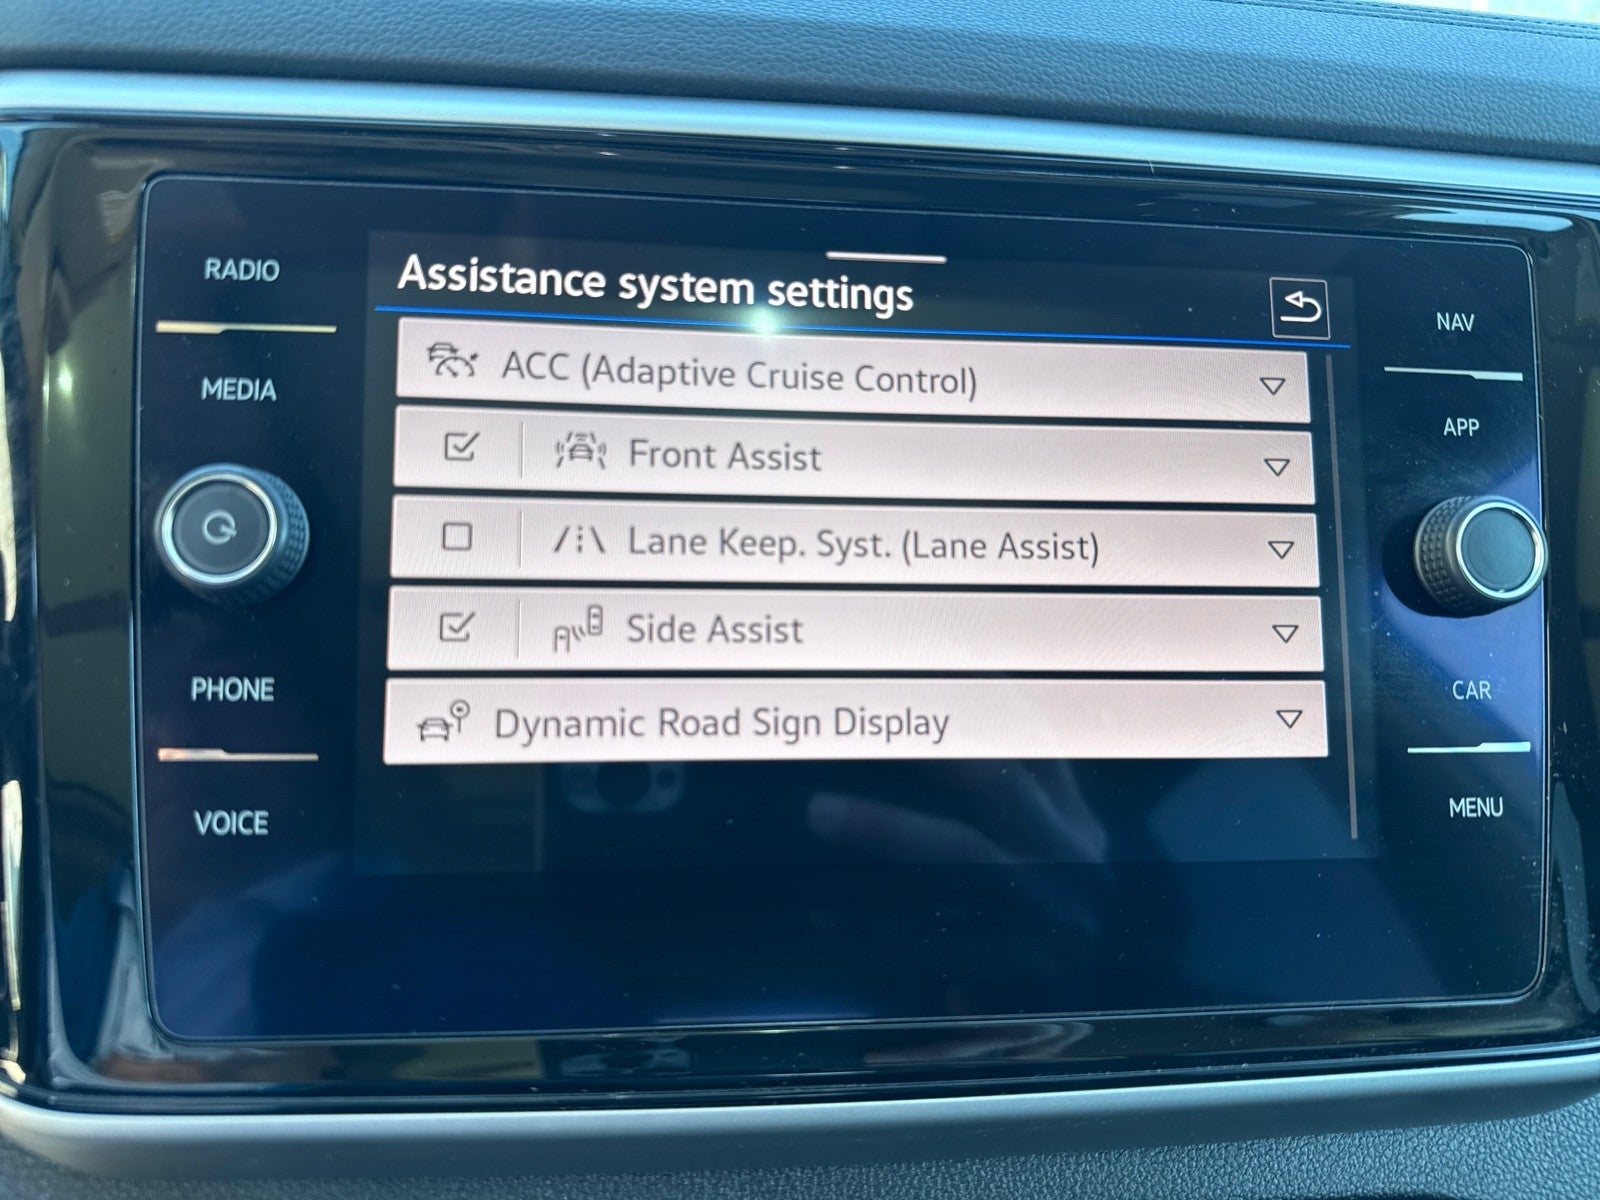 RADIO
MEDIA
PHONE
VOICE
Assistance system settings
ACC (Adaptive Cruise Control)
Front Assist
Lane Keep. Syst. (Lane Assist)
Side Assist
Dynamic Road Sign Display
NAV
APP
CAR
MENU